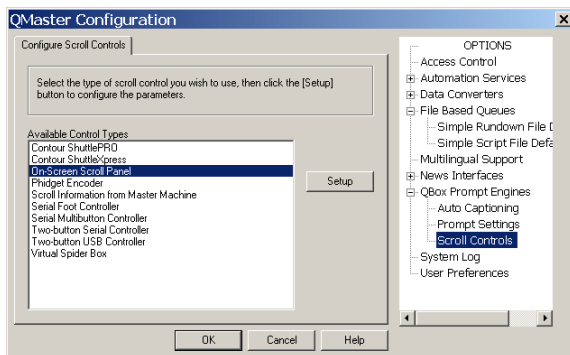 QMaster Configuration
Configure Scroll Controls
Select the type of scroll control you wish to use, then click the [Setup]
button to configure the parameters.
Available Control Types
Contour ShuttlePRO
Contour ShuttleXpress
On-Screen Scroll Panel
Phidget Encoder
Scroll Information from Master Machine
Serial Foot Controller
Serial Multibutton Controller
Two-button Serial Controller
Two-button USB Controller
Virtual Spider Box
Setup
OK
Cancel
Help
OPTIONS
Access Control
Automation Services
Data Converters
File Based Queues
Simple Rundown File D
Simple Script File Defa
Multilingual Support
News Interfaces
QBox Prompt Engines
Auto Captioning
Prompt Settings
Scroll Controls
System Log
User Preferences